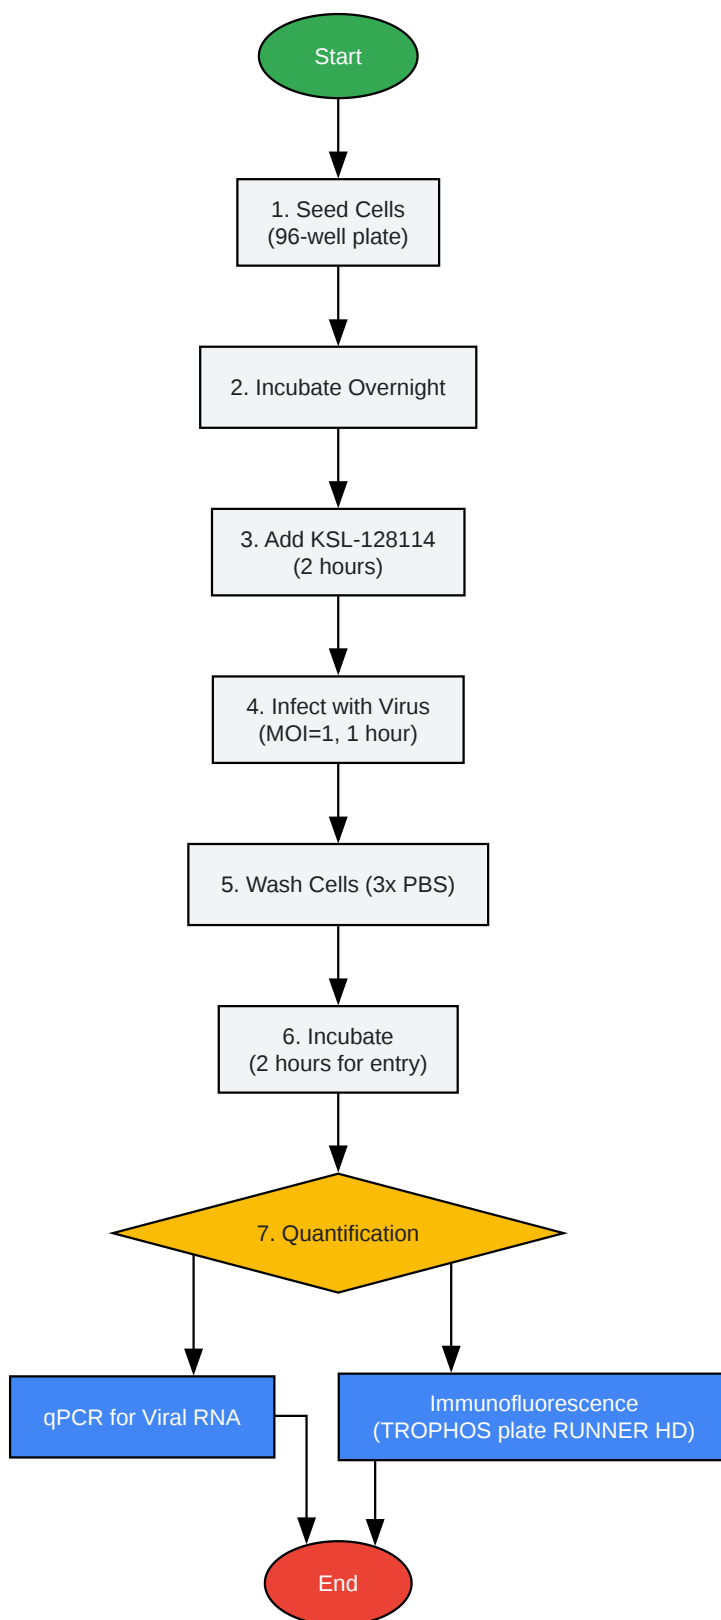 Start
1. Seed Cells
(96-well plate)
2. Incubate Overnight
3. Add KSL-128114
(2 hours)
4. Infect with Virus
(MOI=1, 1 hour)
5. Wash Cells (3x PBS)
6. Incubate
(2 hours for entry)
7. Quantification
qPCR for Viral RNA
Immunofluorescence
(TROPHOS plate RUNNER HD)
End